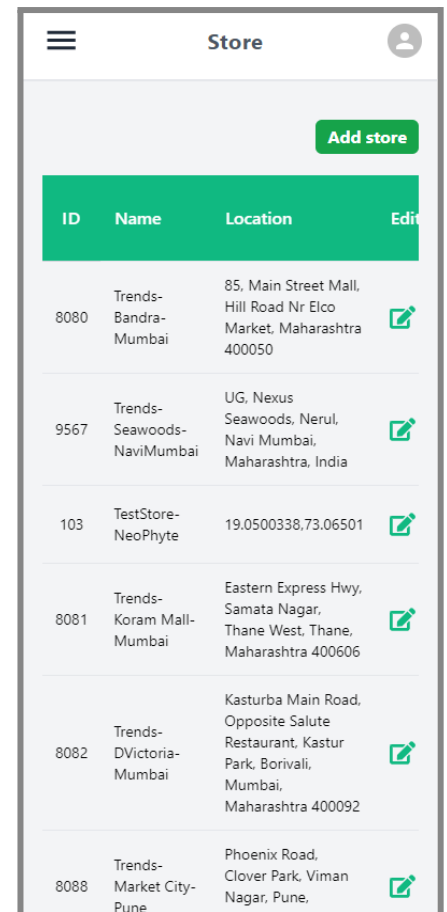 Store
Add store
ID Name Location Edit
85, Main Street Mall,
Trends-
Hill Road Nr Elco
8080 Bandra-
Market, Maharashtra
Mumbai
400050
UG, Nexus
Trends-
Seawoods, Nerul,
9567 Seawoods-
Navi Mumbai,
NaviMumbai
Maharashtra, India
TestStore-
103 19.0500338,73.06501
NeoPhyte
Eastern Express Hwy,
Trends-
Samata Nagar,
8081 Koram Mall-
Thane West, Thane,
Mumbai
Maharashtra 400606
Kasturba Main Road,
Opposite Salute
Trends-
Restaurant, Kastur
8082 DVictoria-
Park, Borivali,
Mumbai
Mumbai,
Maharashtra 400092
Phoenix Road,
Trends-
Clover Park, Viman
8088 Market City-
Nagar, Pune,
Pune